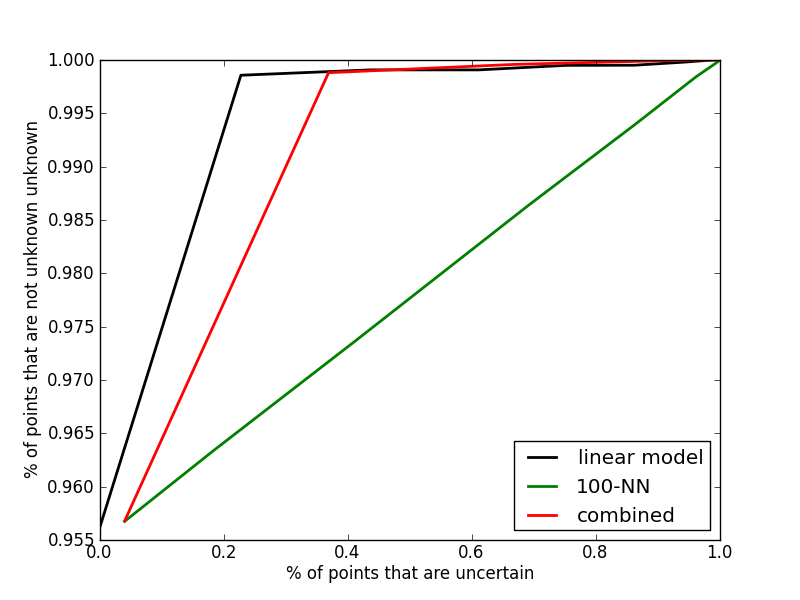 1.000
0.995
0.990
0.985
0.980
0.975
0.970
0.965
0.960
0.955
% of points that are not unknown unknown
linear model
100-NN
combined
0.0 0.2 0.4 0.6 0.8 1.0
% of points that are uncertain